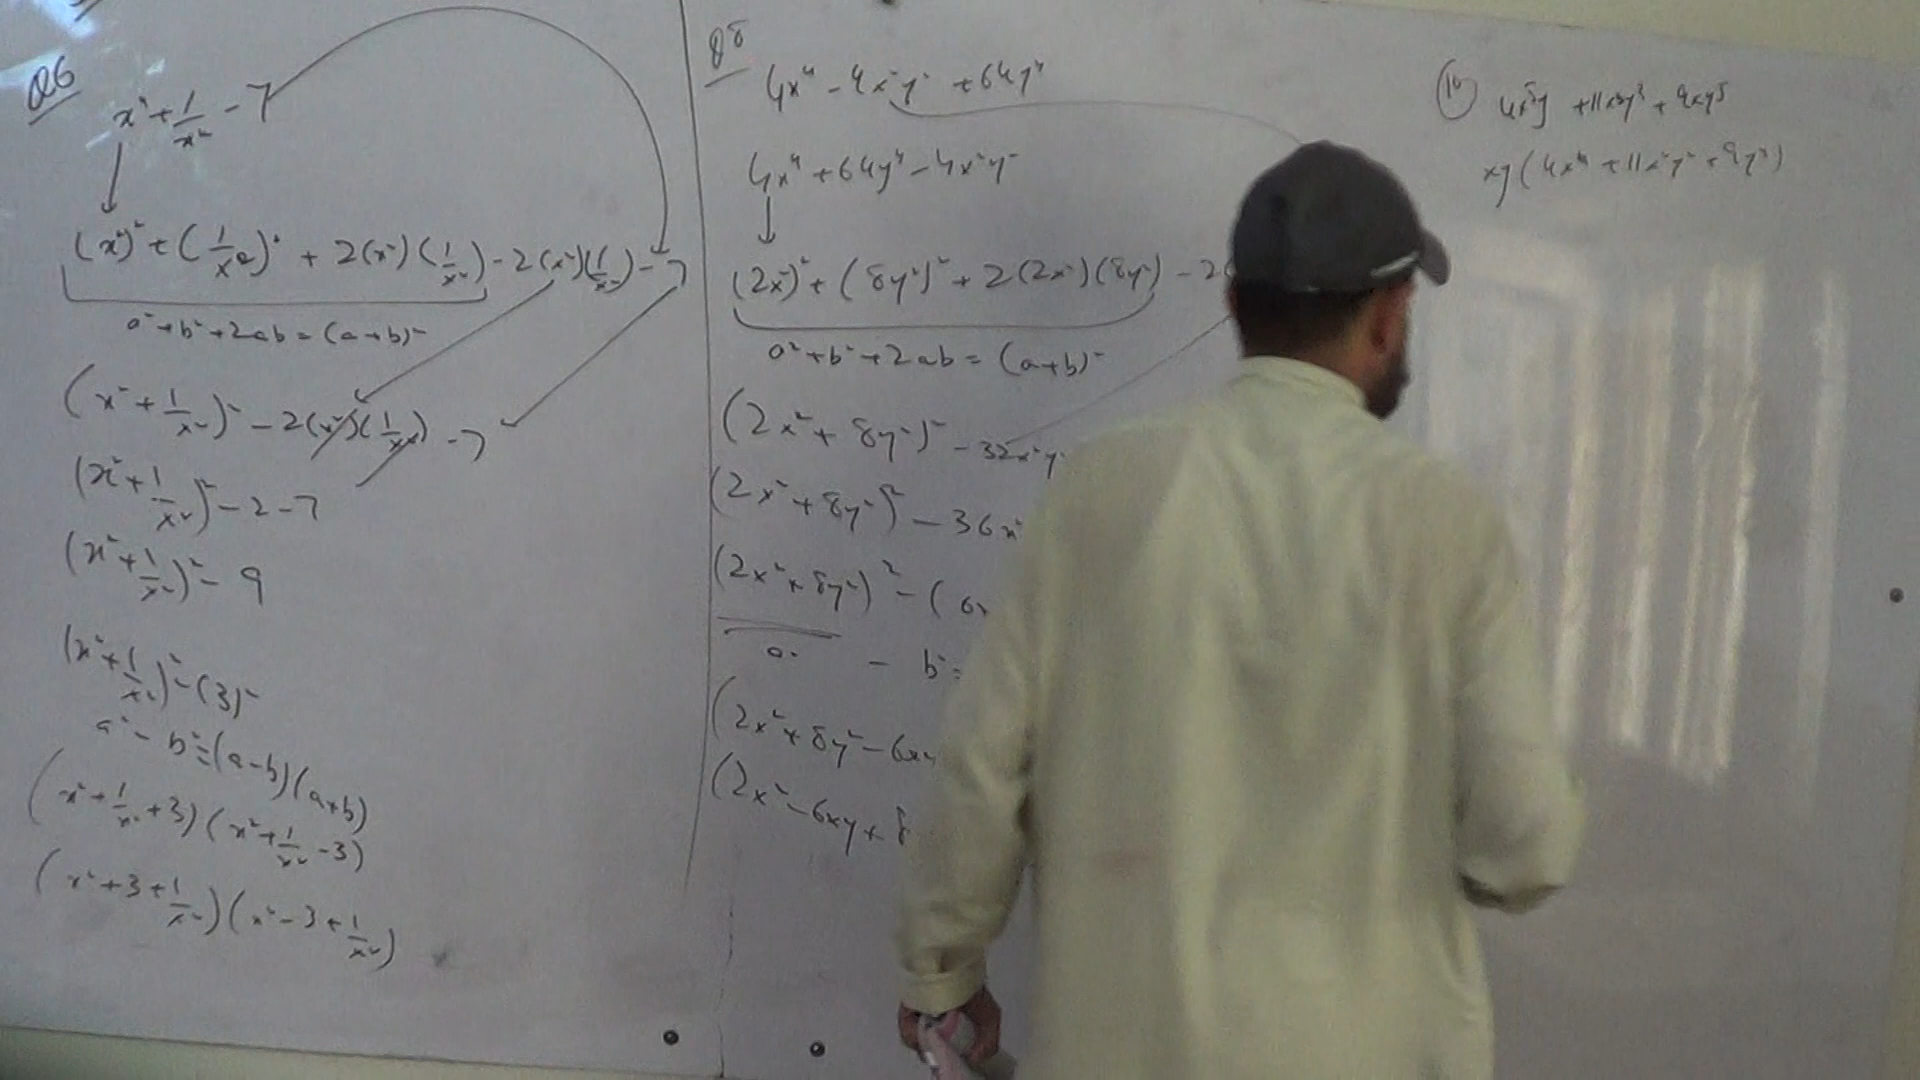 Q6
x⁴ + 1/x⁴ - 7
(x²)² + (1/x²)² + 2(x²)(1/x²) - 2(x²)(1/x²) - 7
a² + b² + 2ab = (a+b)²
(x² + 1/x²)² - 2(x²)(1/x²) - 7
(x² + 1/x²)² - 2 - 7
(x² + 1/x²)² - 9
(x² + 1/x²)² - (3)²
a² - b² = (a-b)(a+b)
(x² + 1/x² + 3)(x² + 1/x² - 3)
(x² + 3 + 1/x²)(x² - 3 + 1/x²)
Q8
4x⁴ - 4x²y² + 64y⁴
4x⁴ + 64y⁴ - 4x²y²
(2x²)² + (8y²)² + 2(2x²)(8y²) - 2(
a² + b² + 2ab = (a+b)²
(2x² + 8y²)² - 32x²y²
(2x² + 8y²)² - 36x²
(2x² + 8y²)² - (6x
a² - b² =
(2x² + 8y² - 6xy
(2x² - 6xy + 8
10
4x⁵y + 11x³y³ + 9xy⁵
xy(4x⁴ + 11x²y² + 9y⁴)